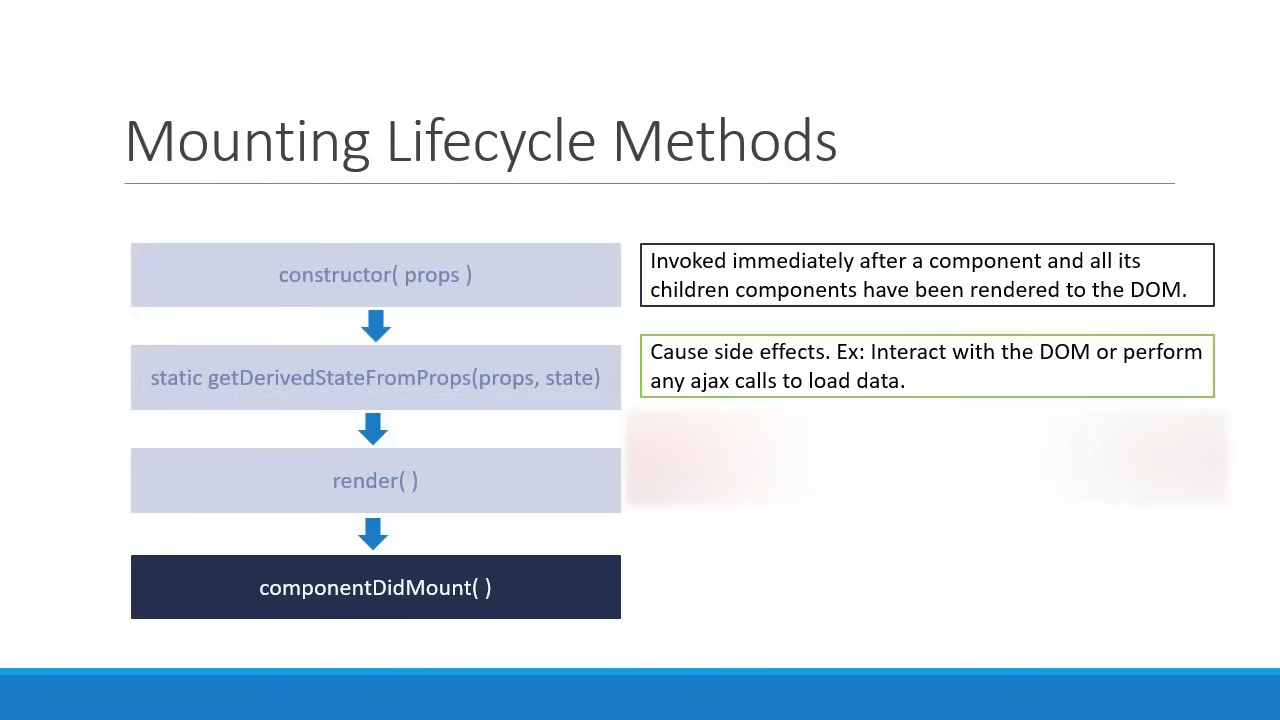 Mounting Lifecycle Methods
constructor( props )
static getDerivedStateFromProps(props, state)
render( )
componentDidMount( )
Invoked immediately after a component and all its
children components have been rendered to the DOM.
Cause side effects. Ex: Interact with the DOM or perform
any ajax calls to load data.